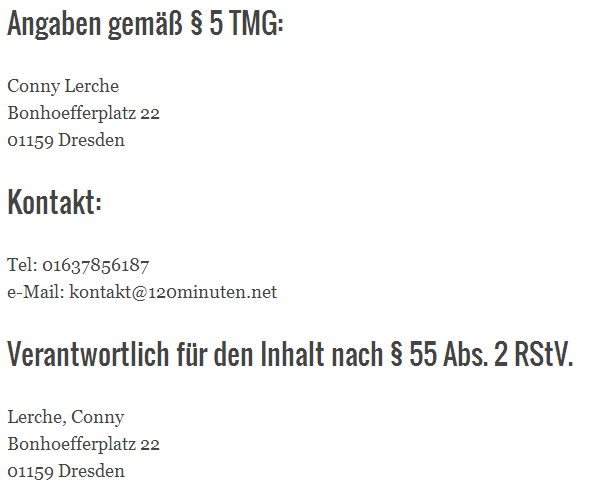 Angaben gemäß § 5 TMG:
Conny Lerche
Bonhoefferplatz 22
01159 Dresden
Kontakt:
Tel: 01637856187
e-Mail: kontakt@120minuten.net
Verantwortlich für den Inhalt nach § 55 Abs. 2 RStV.
Lerche, Conny
Bonhoefferplatz 22
01159 Dresden